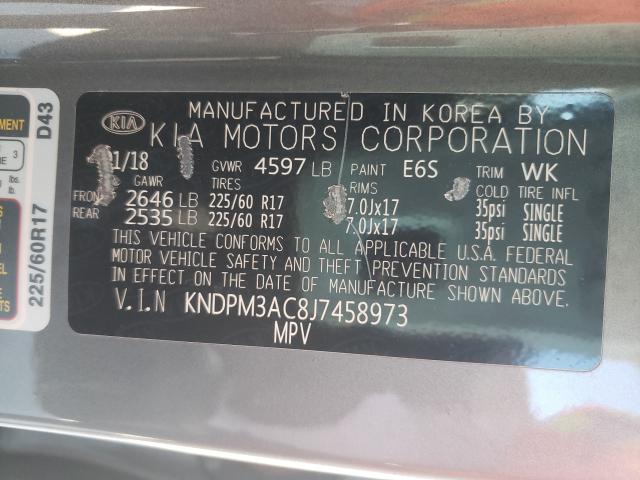 MANUFACTURED IN KOREA BY
KIA KIA MOTORS CORPORATION
1/18 GVWR 4597 LB PAINT E6S TRIM WK
GAWR TIRES RIMS COLD TIRE INFL
FRONT 2646 LB 225/60 R17 7.0Jx17 35psi SINGLE
REAR 2535 LB 225/60 R17 7.0Jx17 35psi SINGLE
THIS VEHICLE CONFORMS TO ALL APPLICABLE U.S.A. FEDERAL
MOTOR VEHICLE SAFETY AND THEFT PREVENTION STANDARDS
IN EFFECT ON THE DATE OF MANUFACTURE SHOWN ABOVE.
V.I.N KNDPM3AC8J7458973
MPV
D43
225/60R17
3
lbs.
lb.